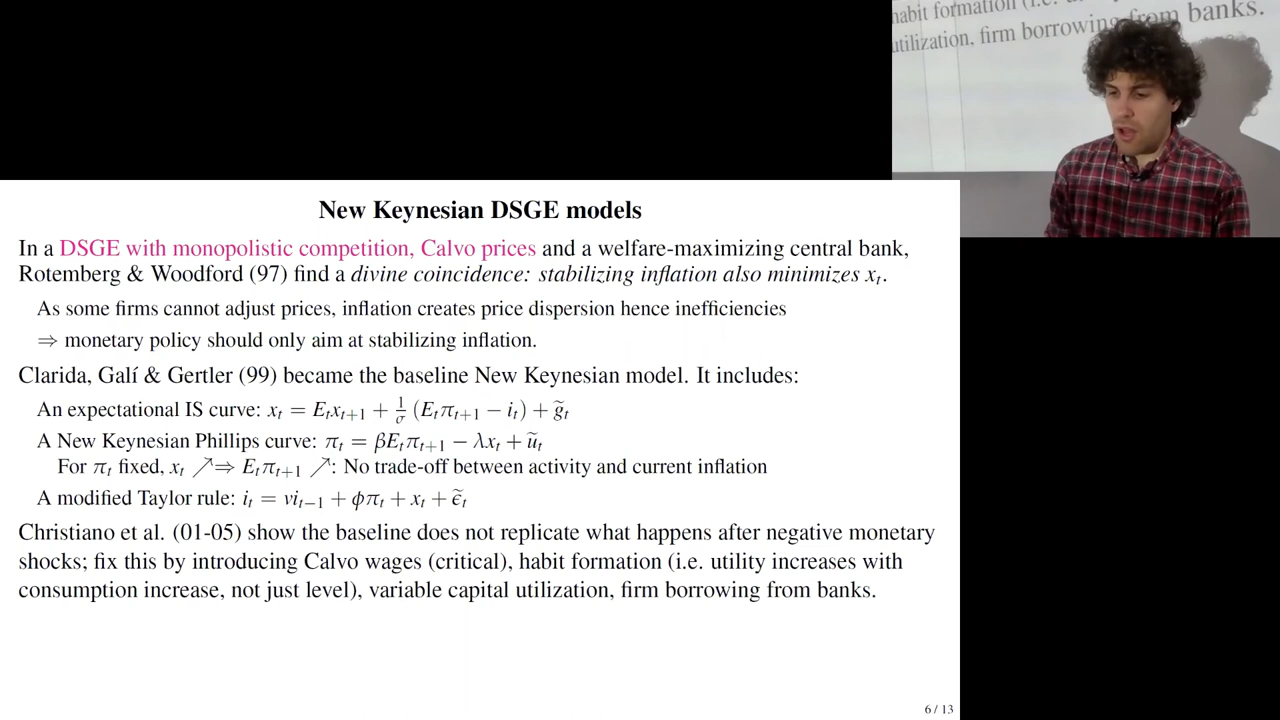 habit formation (i.e.
utilization, firm borrowing from banks.
New Keynesian DSGE models
In a DSGE with monopolistic competition, Calvo prices and a welfare-maximizing central bank,
Rotemberg & Woodford (97) find a divine coincidence: stabilizing inflation also minimizes xₜ.
As some firms cannot adjust prices, inflation creates price dispersion hence inefficiencies
⇒ monetary policy should only aim at stabilizing inflation.
Clarida, Galí & Gertler (99) became the baseline New Keynesian model. It includes:
An expectational IS curve: xₜ = Eₜxₜ₊₁ + 1/σ (Eₜπₜ₊₁ − iₜ) + g̃ₜ
A New Keynesian Phillips curve: πₜ = βEₜπₜ₊₁ − λxₜ + ũₜ
For πₜ fixed, xₜ ↗⇒ Eₜπₜ₊₁ ↗: No trade-off between activity and current inflation
A modified Taylor rule: iₜ = νiₜ₋₁ + ϕπₜ + xₜ + ϵ̃ₜ
Christiano et al. (01-05) show the baseline does not replicate what happens after negative monetary
shocks; fix this by introducing Calvo wages (critical), habit formation (i.e. utility increases with
consumption increase, not just level), variable capital utilization, firm borrowing from banks.
6 / 13